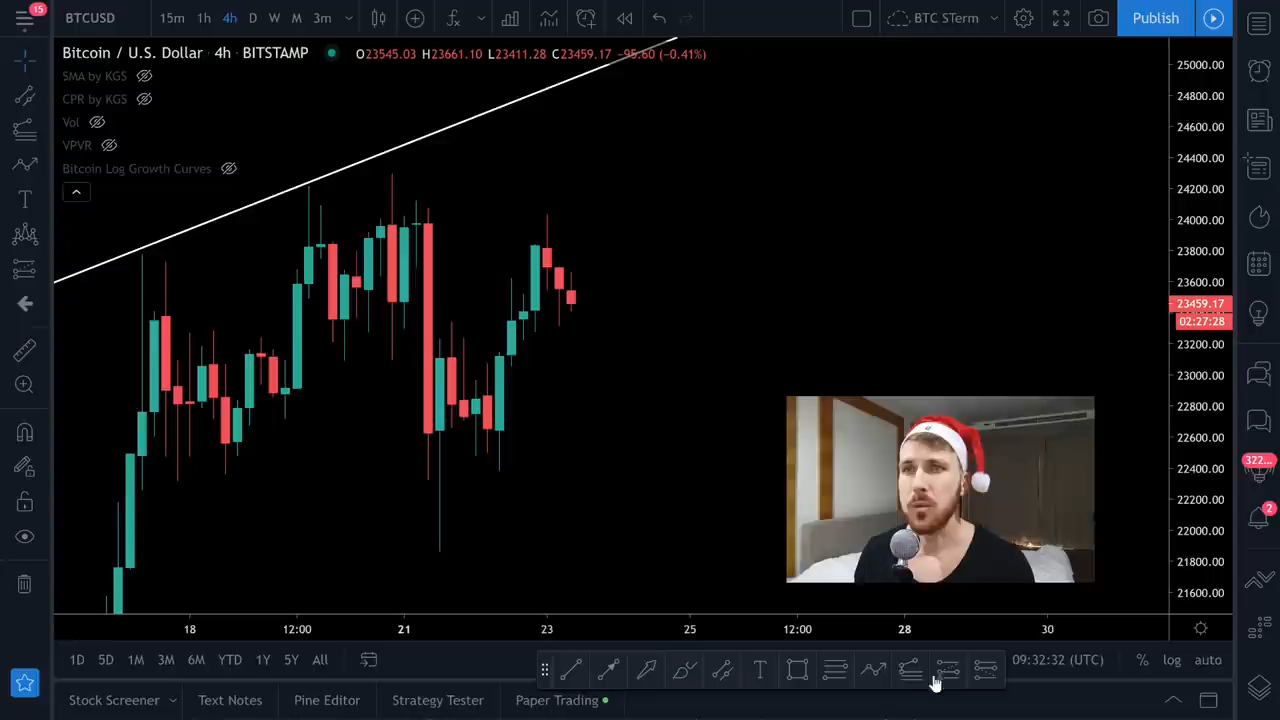 15
BTCUSD 15m 1h 4h D W M 3m BTC STerm Publish
Bitcoin / U.S. Dollar · 4h · BITSTAMP O23545.03 H23661.10 L23411.28 C23459.17 −95.60 (−0.41%)
SMA by KGS
CPR by KGS
Vol
VPVR
Bitcoin Log Growth Curves
25000.00
24800.00
24600.00
24400.00
24200.00
24000.00
23800.00
23600.00
23459.17
02:27:28
23200.00
23000.00
22800.00
22600.00
22400.00
22200.00
22000.00
21800.00
21600.00
322...
2
18 12:00 21 23 25 12:00 28 30
1D 5D 1M 3M 6M YTD 1Y 5Y All 09:32:32 (UTC) % log auto
Stock Screener Text Notes Pine Editor Strategy Tester Paper Trading